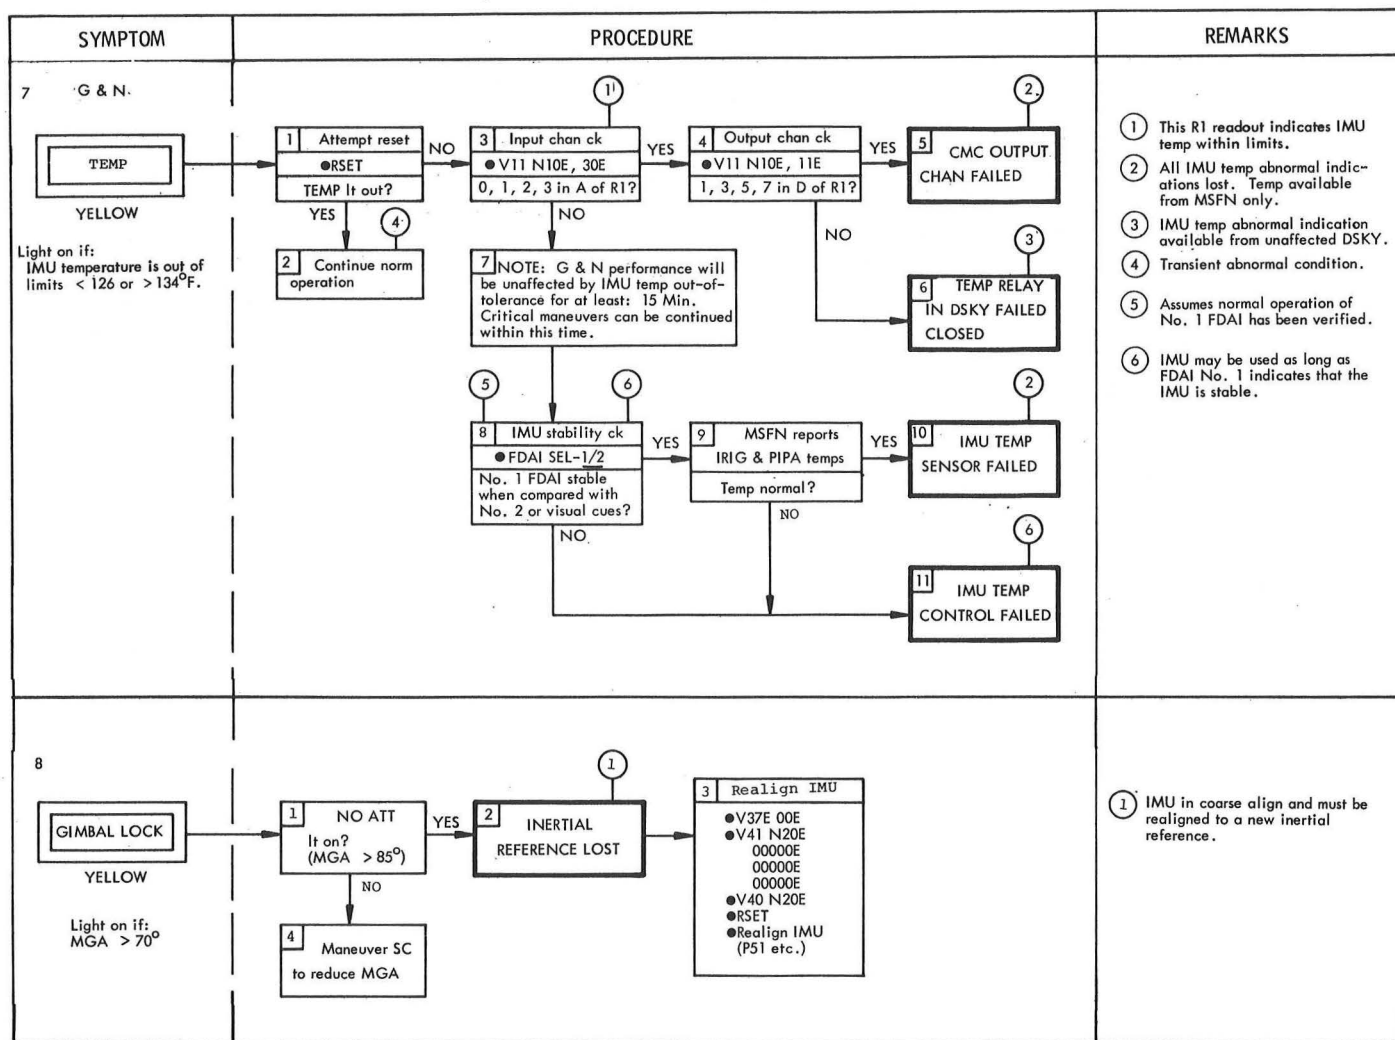 SYMPTOM
PROCEDURE
REMARKS
7 G & N
TEMP
YELLOW
Light on if:
IMU temperature is out of
limits < 126 or > 134°F.
1 Attempt reset
●RSET
TEMP lt out?
NO
YES
4
2 Continue norm
operation
1
3 Input chan ck
● V11 N10E, 30E
0, 1, 2, 3 in A of R1?
YES
NO
4 Output chan ck
● V11 N10E, 11E
1, 3, 5, 7 in D of R1?
YES
NO
2
5 CMC OUTPUT
CHAN FAILED
3
6 TEMP RELAY
IN DSKY FAILED
CLOSED
7 NOTE: G & N performance will
be unaffected by IMU temp out-of-
tolerance for at least: 15 Min.
Critical maneuvers can be continued
within this time.
5
6
8 IMU stability ck
● FDAI SEL-1/2
No. 1 FDAI stable
when compared with
No. 2 or visual cues?
YES
NO
9 MSFN reports
IRIG & PIPA temps
Temp normal?
YES
NO
2
10 IMU TEMP
SENSOR FAILED
6
11 IMU TEMP
CONTROL FAILED
1 This R1 readout indicates IMU
temp within limits.
2 All IMU temp abnormal indic-
ations lost. Temp available
from MSFN only.
3 IMU temp abnormal indication
available from unaffected DSKY.
4 Transient abnormal condition.
5 Assumes normal operation of
No. 1 FDAI has been verified.
6 IMU may be used as long as
FDAI No. 1 indicates that the
IMU is stable.
8
GIMBAL LOCK
YELLOW
Light on if:
MGA > 70°
1 NO ATT
lt on?
(MGA > 85°)
YES
NO
4 Maneuver SC
to reduce MGA
1
2 INERTIAL
REFERENCE LOST
3 Realign IMU
●V37E 00E
●V41 N20E
00000E
00000E
00000E
●V40 N20E
●RSET
●Realign IMU
(P51 etc.)
1 IMU in coarse align and must be
realigned to a new inertial
reference.